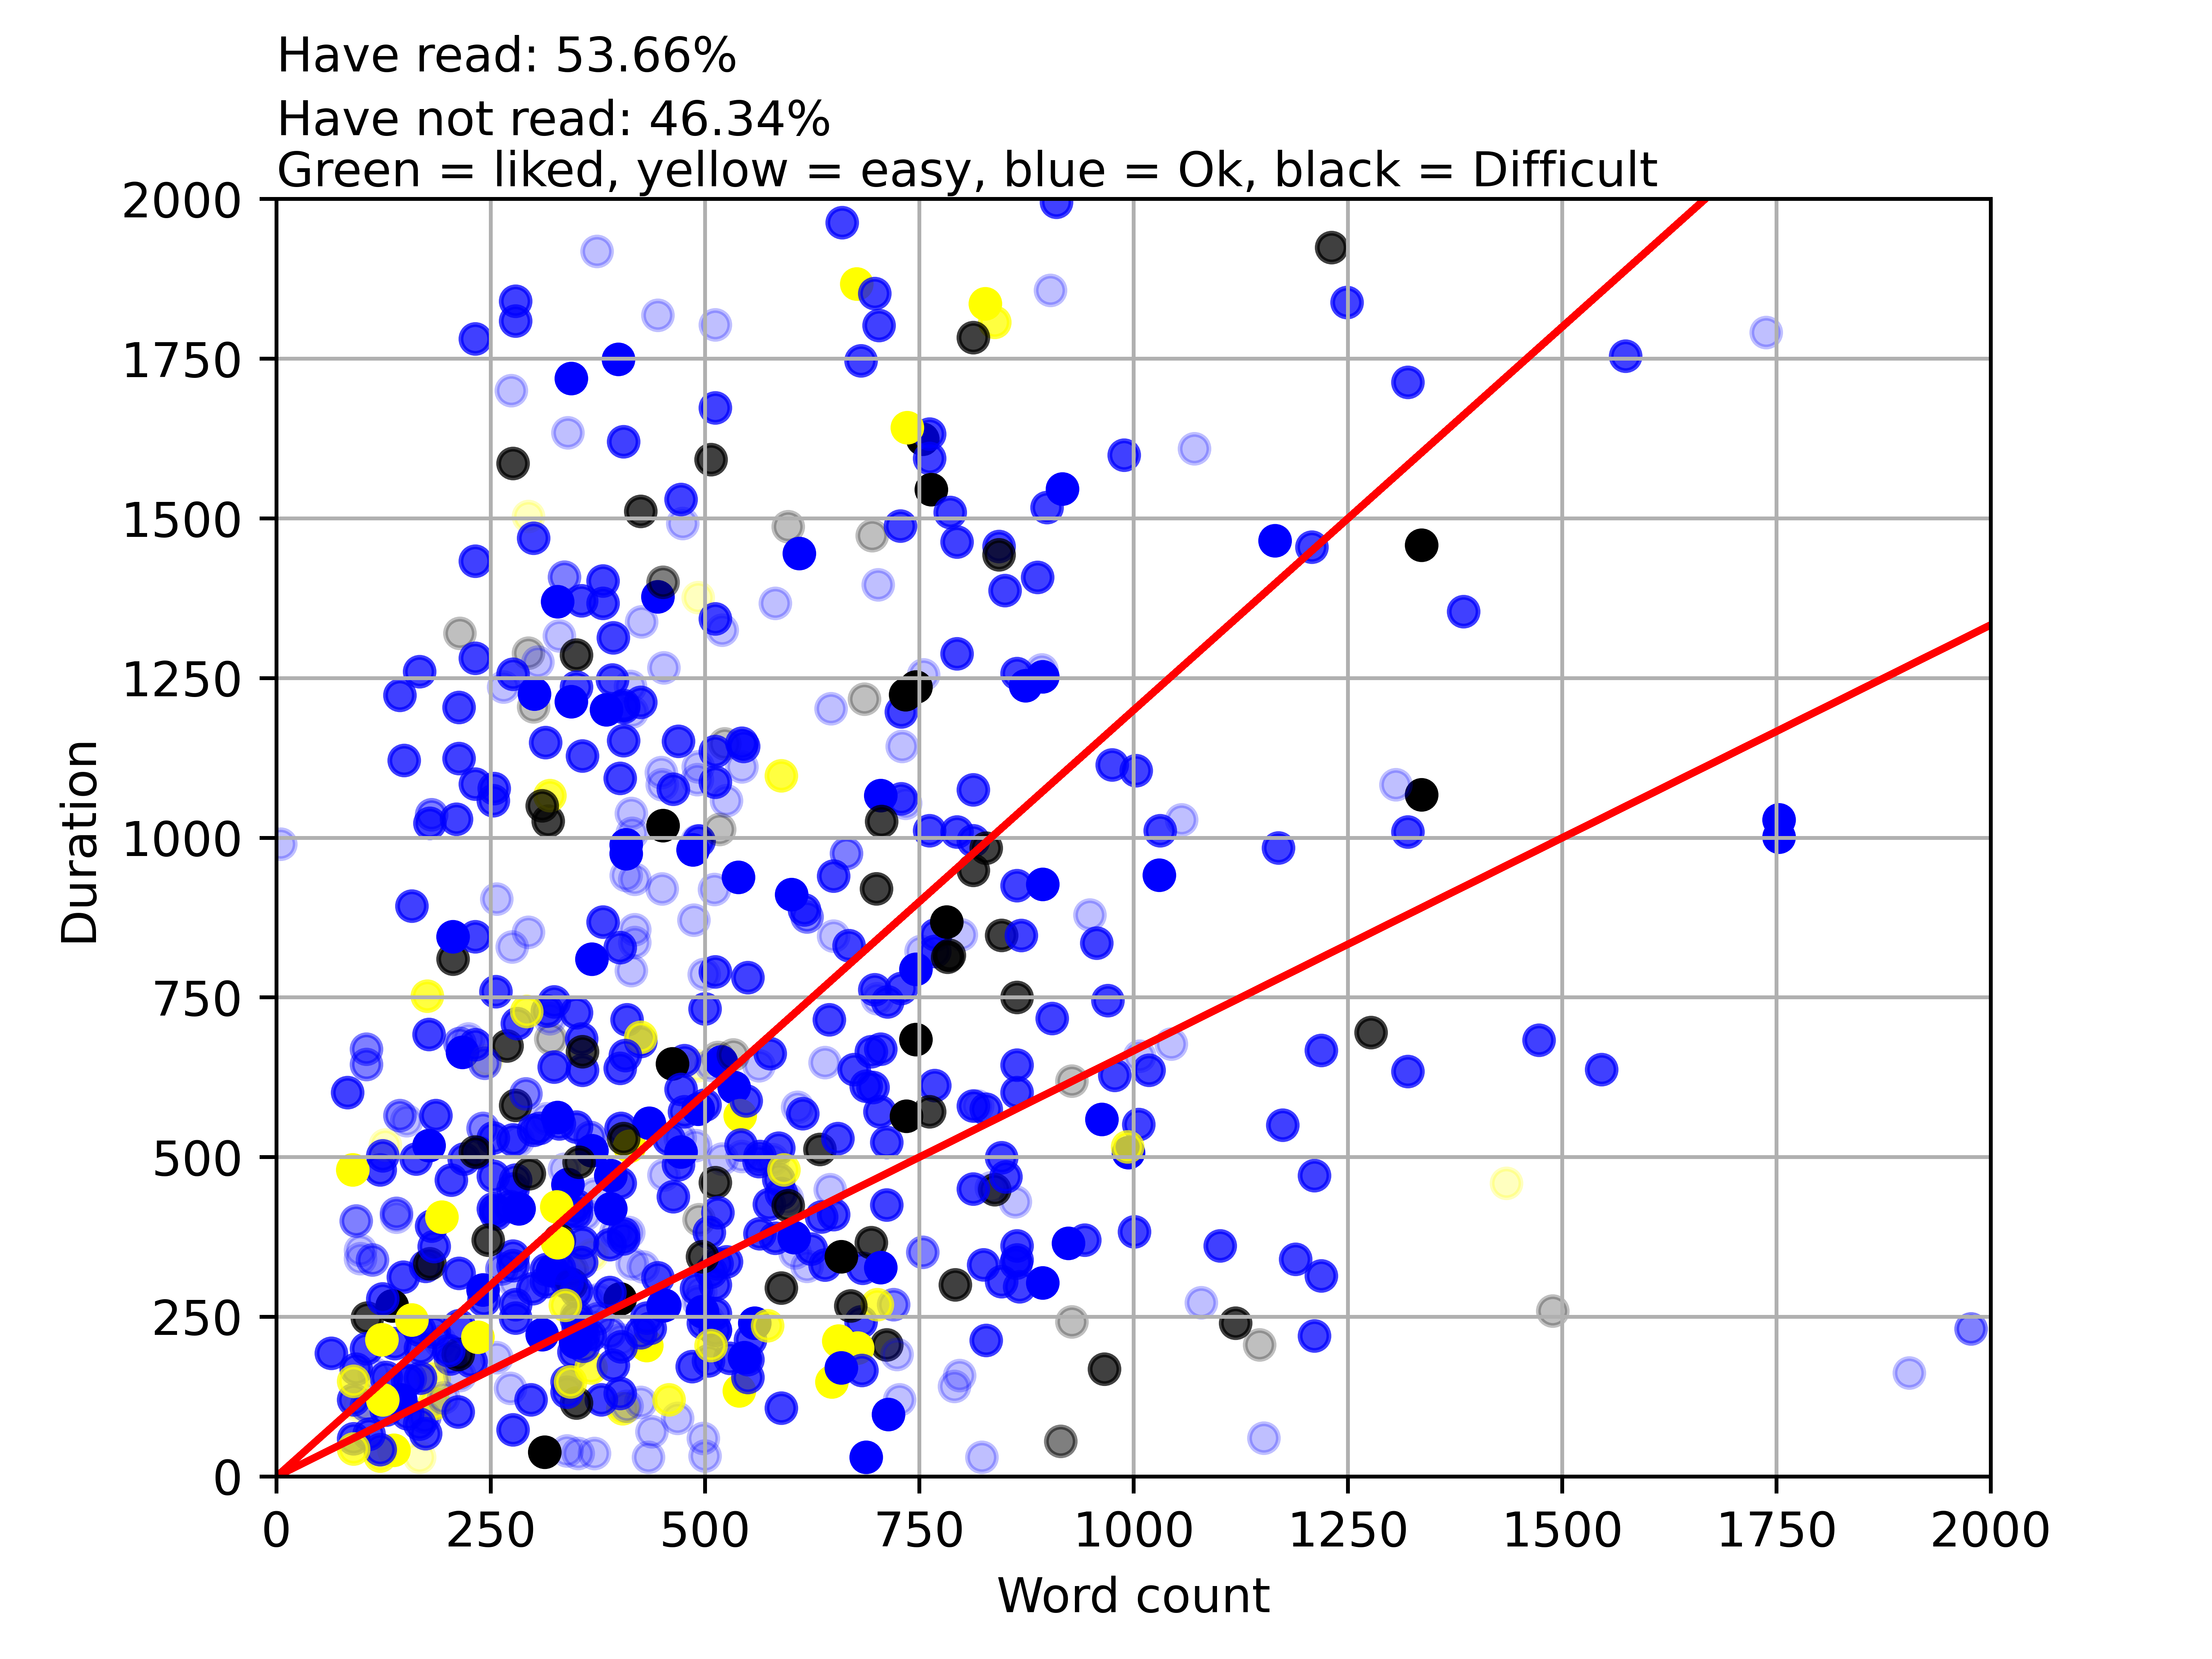 Have read: 53.66%
Have not read: 46.34%
Green = liked, yellow = easy, blue = Ok, black = Difficult
2000
1750
1500
1250
1000
750
500
250
0
Duration
0 250 500 750 1000 1250 1500 1750 2000
Word count